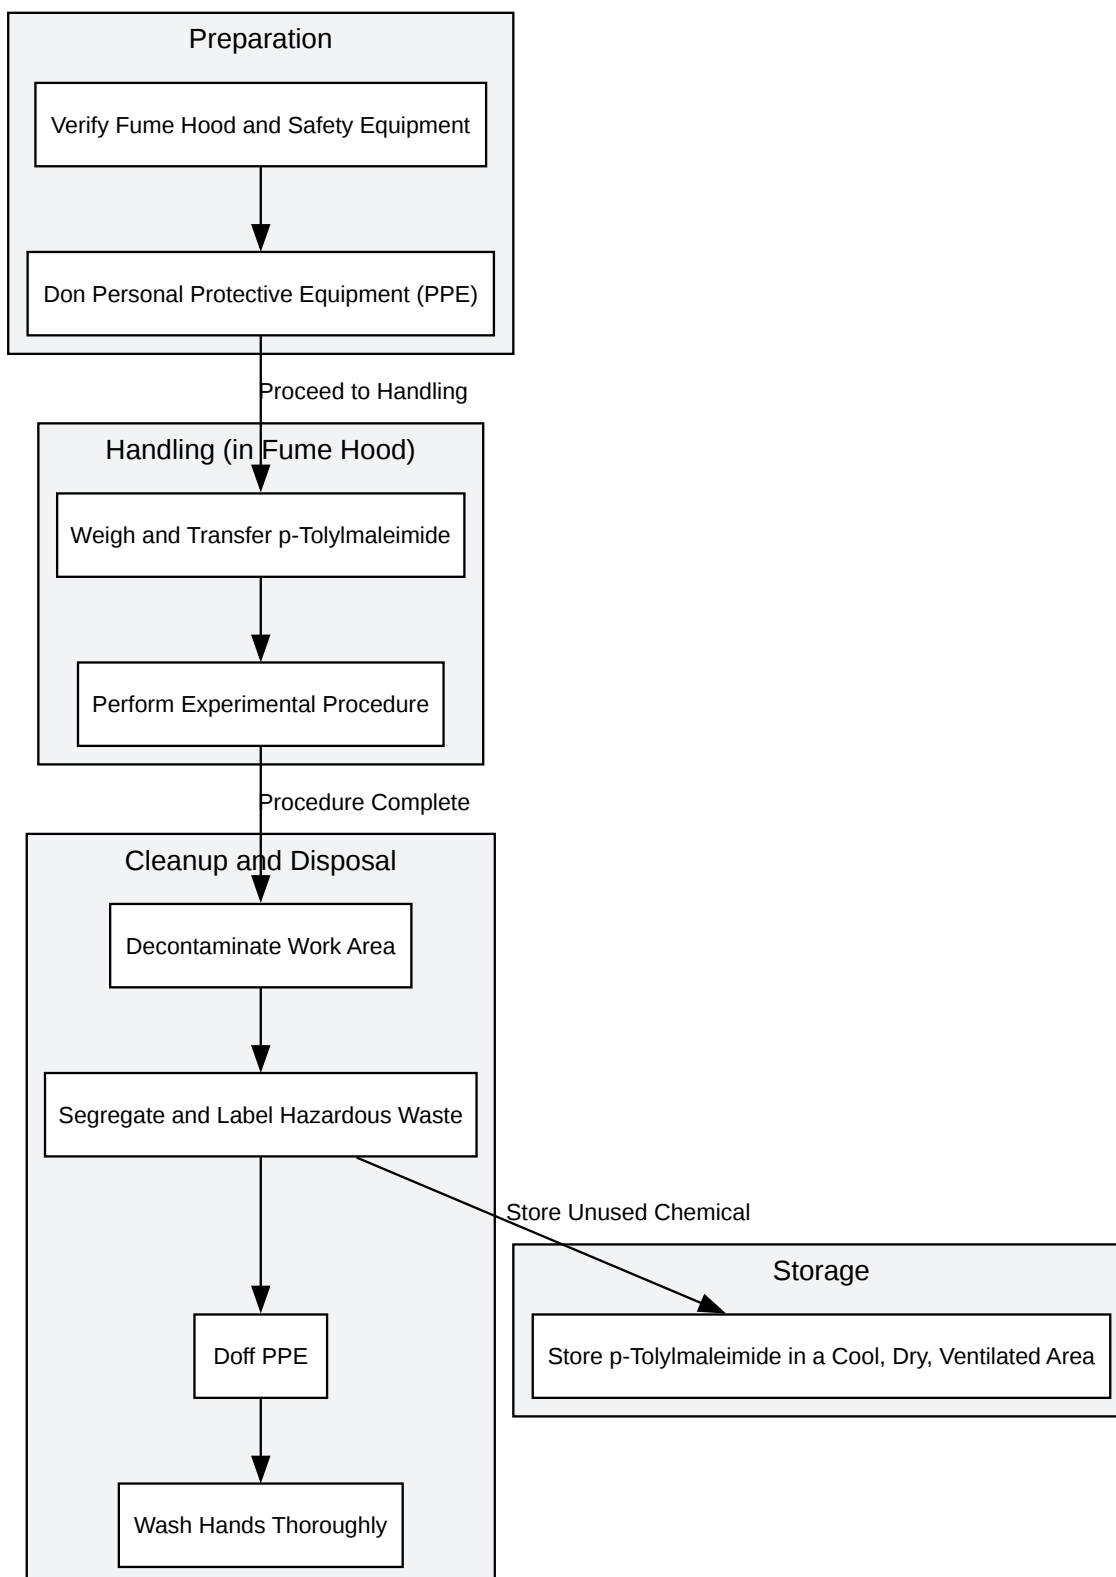 Preparation
Verify Fume Hood and Safety Equipment
Don Personal Protective Equipment (PPE)
Proceed to Handling
Handling (in Fume Hood)
Weigh and Transfer p-Tolylmaleimide
Perform Experimental Procedure
Procedure Complete
Cleanup and Disposal
Decontaminate Work Area
Segregate and Label Hazardous Waste
Store Unused Chemical
Storage
Store p-Tolylmaleimide in a Cool, Dry, Ventilated Area
Doff PPE
Wash Hands Thoroughly